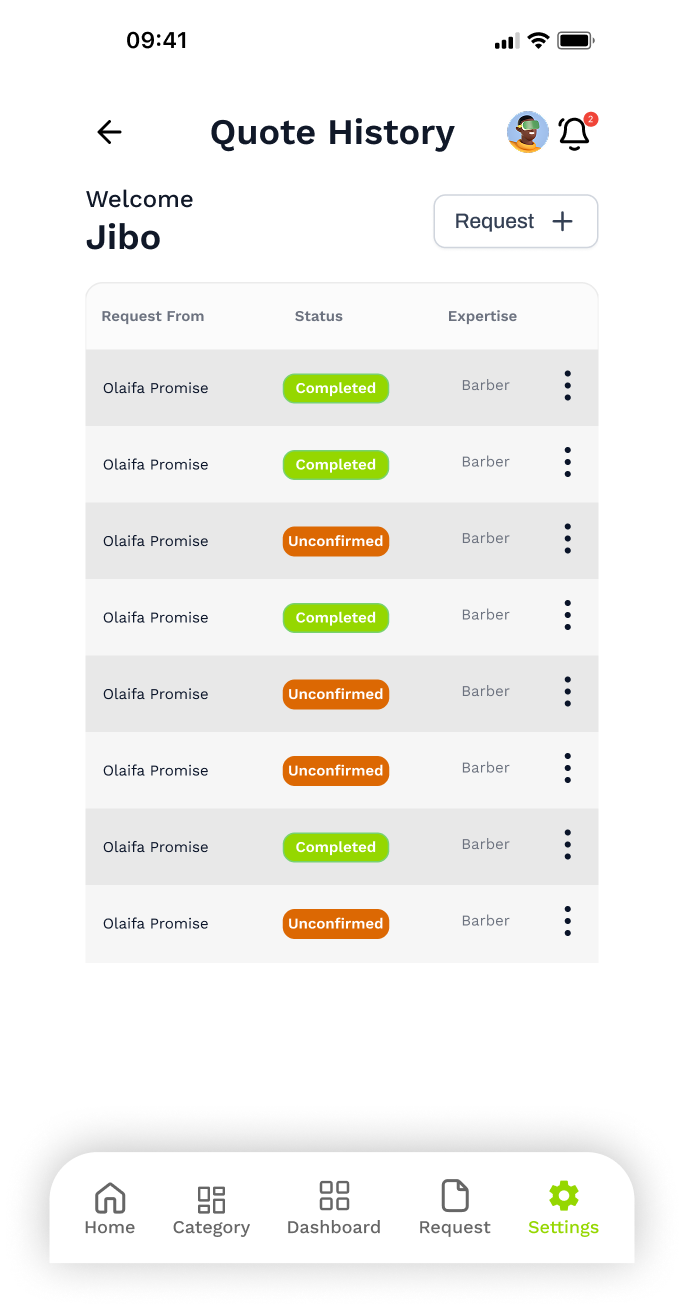 09:41
Quote History
2
Welcome
Jibo
Request
Request From Status Expertise
Olaifa Promise Completed Barber
Olaifa Promise Completed Barber
Olaifa Promise Unconfirmed Barber
Olaifa Promise Completed Barber
Olaifa Promise Unconfirmed Barber
Olaifa Promise Unconfirmed Barber
Olaifa Promise Completed Barber
Olaifa Promise Unconfirmed Barber
Home Category Dashboard Request Settings